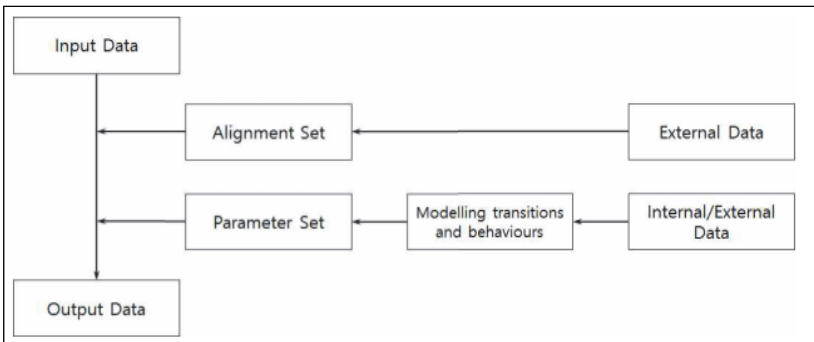 Input Data
Alignment Set
External Data
Parameter Set
Modelling transitions
and behaviours
Internal/External
Data
Output Data